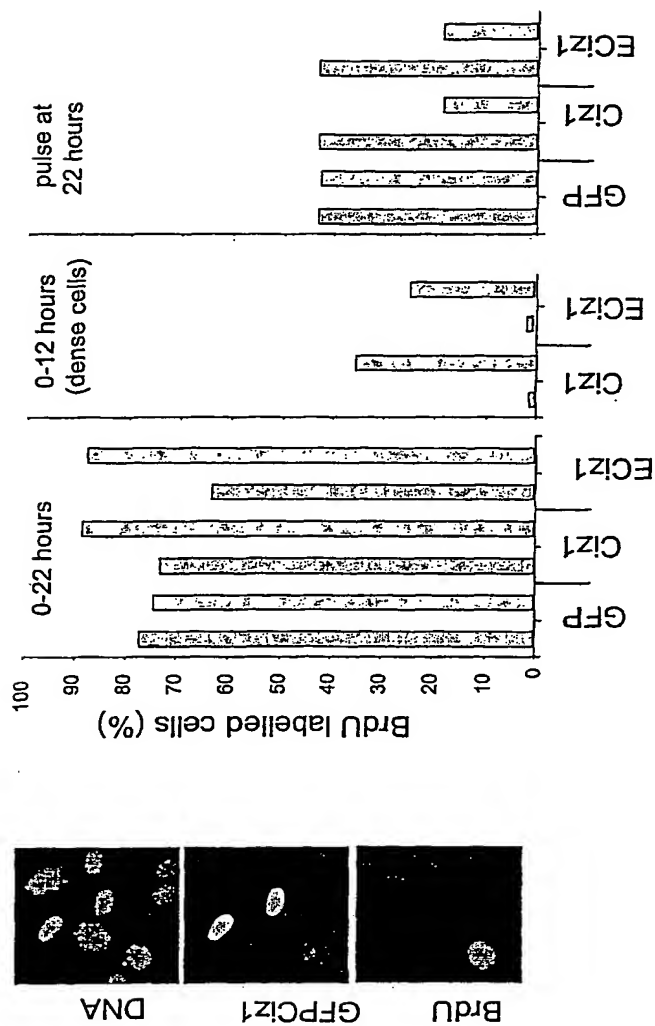 DNA
GFPCiz1
BrdU
BrdU labelled cells (%)
100
90
80
70
60
50
40
30
20
10
0
0-22 hours
GFP
Ciz1
ECiz1
0-12 hours
(dense cells)
Ciz1
ECiz1
pulse at
22 hours
GFP
Ciz1
ECiz1